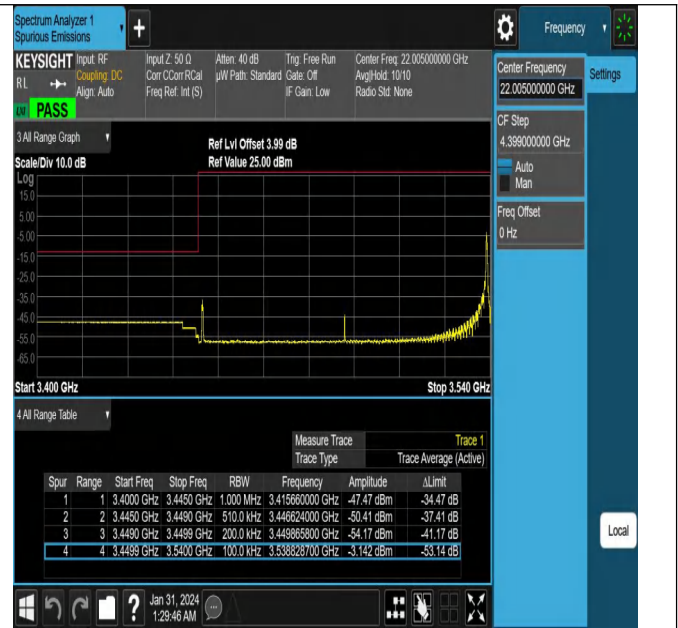 Spectrum Analyzer 1
Spurious Emissions
+
Frequency
KEYSIGHT Input: RF Input Z: 50 Ω Atten: 40 dB Trig: Free Run Center Freq: 22.005000000 GHz
RL Coupling: DC Corr CCorr RCal µW Path: Standard Gate: Off Avg|Hold: 10/10
Align: Auto Freq Ref: Int (S) IF Gain: Low Radio Std: None
PASS
Center Frequency
22.005000000 GHz
Settings
CF Step
4.399000000 GHz
Auto
Man
Freq Offset
0 Hz
3 All Range Graph
Ref Lvl Offset 3.99 dB
Scale/Div 10.0 dB Ref Value 25.00 dBm
Log
15.0
5.00
-5.00
-15.0
-25.0
-35.0
-45.0
-55.0
-65.0
Start 3.400 GHz Stop 3.540 GHz
4 All Range Table
Measure Trace Trace 1
Trace Type Trace Average (Active)
Spur Range Start Freq Stop Freq RBW Frequency Amplitude ΔLimit
1 1 3.4000 GHz 3.4450 GHz 1.000 MHz 3.415660000 GHz -47.47 dBm -34.47 dB
2 2 3.4450 GHz 3.4490 GHz 510.0 kHz 3.446624000 GHz -50.41 dBm -37.41 dB
3 3 3.4490 GHz 3.4499 GHz 200.0 kHz 3.449865800 GHz -54.17 dBm -41.17 dB
4 4 3.4499 GHz 3.5400 GHz 100.0 kHz 3.538828700 GHz -3.142 dBm -53.14 dB
Local
? Jan 31, 2024
1:29:46 AM